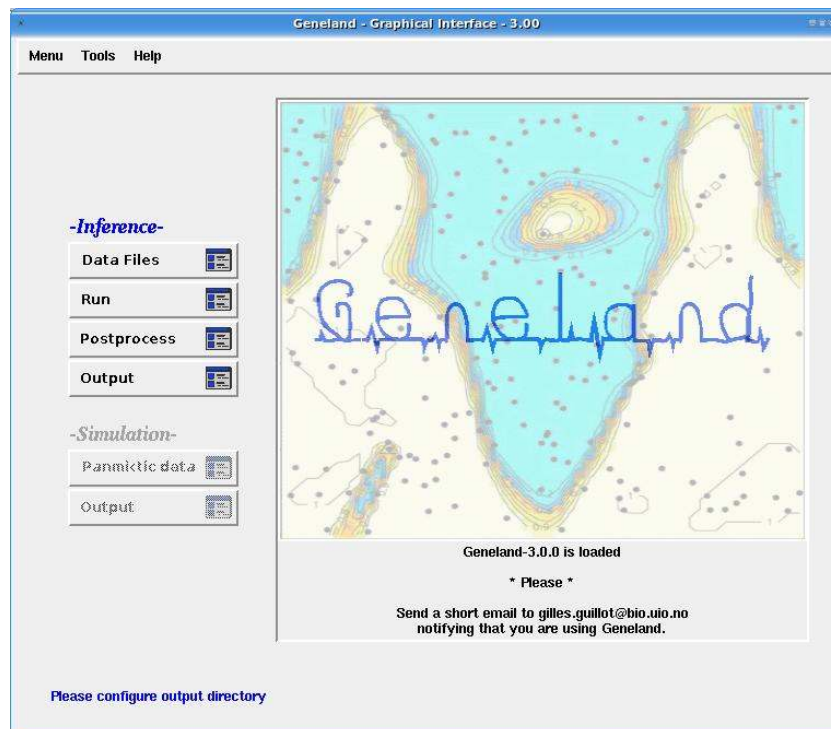 Geneland - Graphical Interface - 3.00
Menu Tools Help
-Inference-
Data Files
Run
Postprocess
Output
-Simulation-
Panmictic data
Output
Geneland
Geneland-3.0.0 is loaded
* Please *
Send a short email to gilles.guillot@bio.uio.no
notifying that you are using Geneland.
Please configure output directory